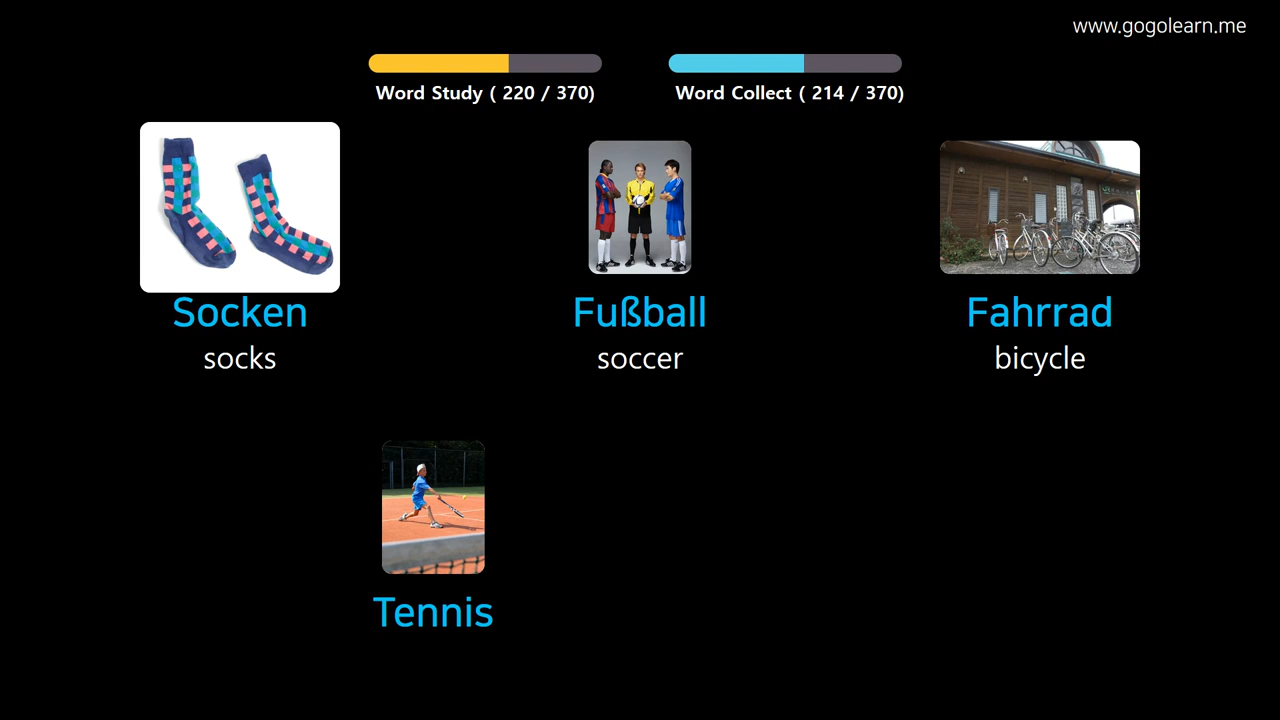 www.gogolearn.me
Word Study ( 220 / 370)
Word Collect ( 214 / 370)
Socken
socks
Fußball
soccer
Fahrrad
bicycle
Tennis